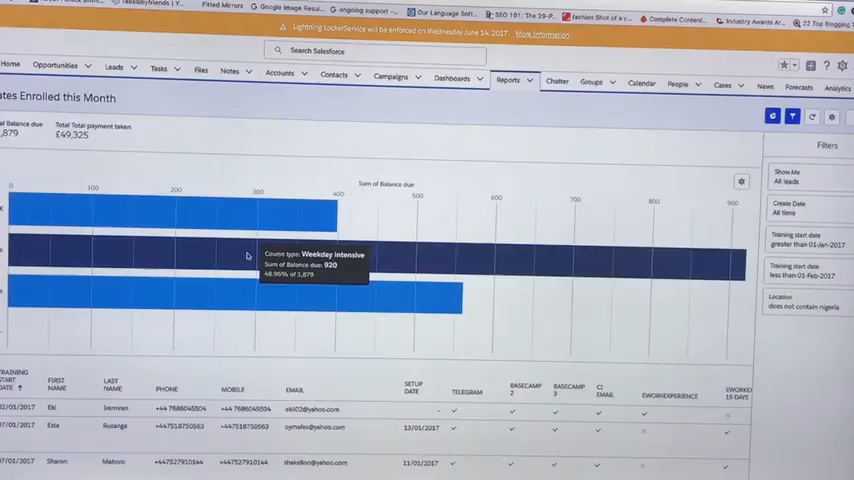 Fitted Mirrors Google Image Resul... ongoing support -... Our Language Soft... SEO 101: The 29-P... fashion Shot of a y... Complete Content... Industry Awards Ar... 22 Top Blogging T
Lightning LockerService will be enforced on Wednesday June 14, 2017. More Information
Search Salesforce
Home Opportunities Leads Tasks Files Notes Accounts Contacts Campaigns Dashboards Reports Chatter Groups Calendar People Cases News Forecasts Analytics
ates Enrolled this Month
al Balance due Total Total payment taken
,879 £49,325
Filters
Show Me
All leads
Create Date
All time
Training start date
greater than 01-Jan-2017
Training start date
less than 01-Feb-2017
Location
does not contain nigeria
Sum of Balance due
0 100 200 300 400 500 600 700 800 900
Course type: Weekday Intensive
Sum of Balance due: 920
48.96% of 1,879
TRAINING START DATE FIRST NAME LAST NAME PHONE MOBILE EMAIL SETUP DATE TELEGRAM BASECAMP 2 BASECAMP 3 CI EMAIL EWORKEXPERIENCE EWORKE 15 DAYS
02/01/2017 Eki Iremiren +44 7686045504 +44 7686045504 ekii02@yahoo.com
07/01/2017 Esta Rusanga +447518750563 +447518750563 oymafes@yahoo.com 13/01/2017
07/01/2017 Sharon Mahoro +447527910144 +447527910144 shake8oo@yahoo.com 11/01/2017